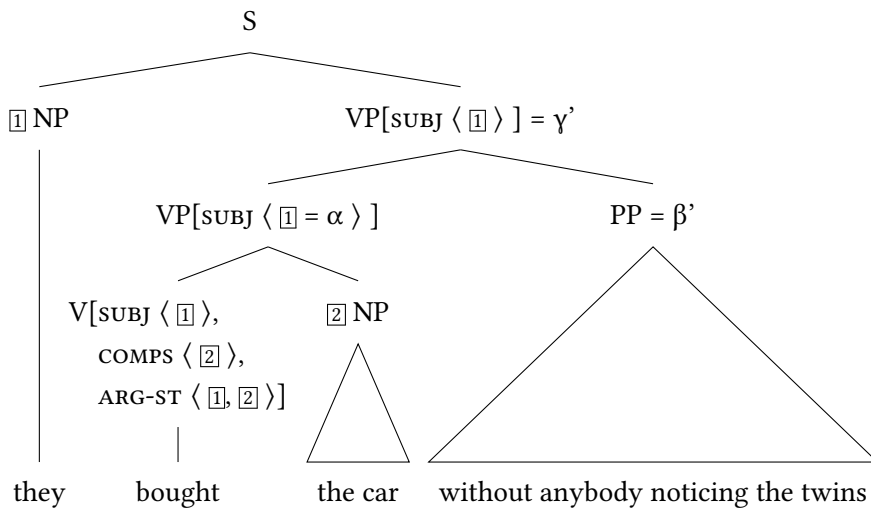 S
1 NP VP[SUBJ ⟨ 1 ⟩ ] = γ’
VP[SUBJ ⟨ 1 = α ⟩ ] PP = β’
V[SUBJ ⟨ 1 ⟩, 2 NP
COMPS ⟨ 2 ⟩,
ARG-ST ⟨ 1, 2 ⟩]
they bought the car without anybody noticing the twins